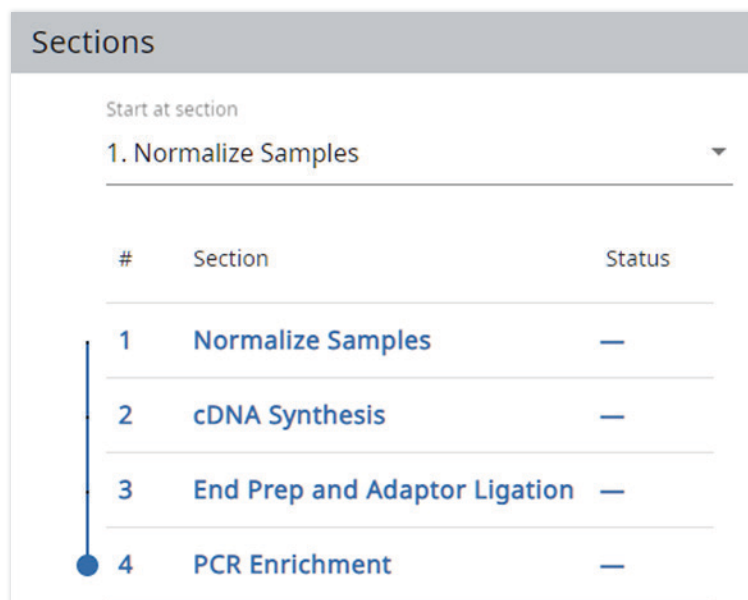 Sections
Start at section
1. Normalize Samples
# Section Status
1 Normalize Samples —
2 cDNA Synthesis —
3 End Prep and Adaptor Ligation —
4 PCR Enrichment —